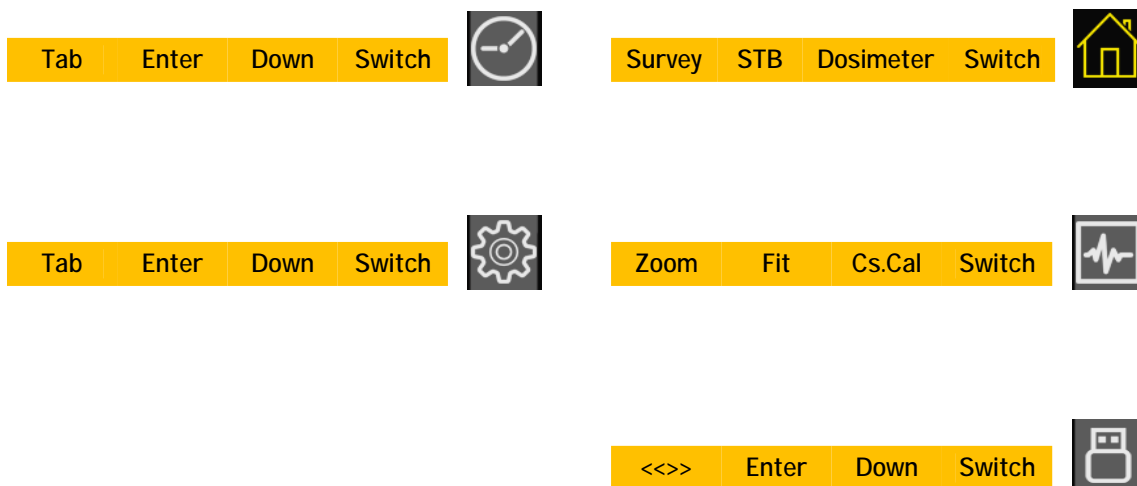 Tab Enter Down Switch
Survey STB Dosimeter Switch
Tab Enter Down Switch
Zoom Fit Cs.Cal Switch
<<>> Enter Down Switch